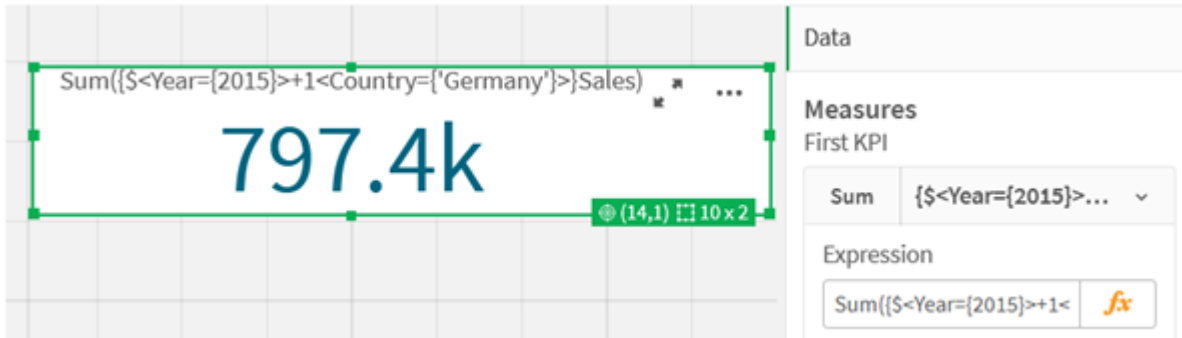 Sum({$<Year={2015}>+1<Country={'Germany'}>}Sales)
797.4k
(14,1) 10 x 2
Data
Measures
First KPI
Sum {$<Year={2015}>...
Expression
Sum({$<Year={2015}>+1< fx